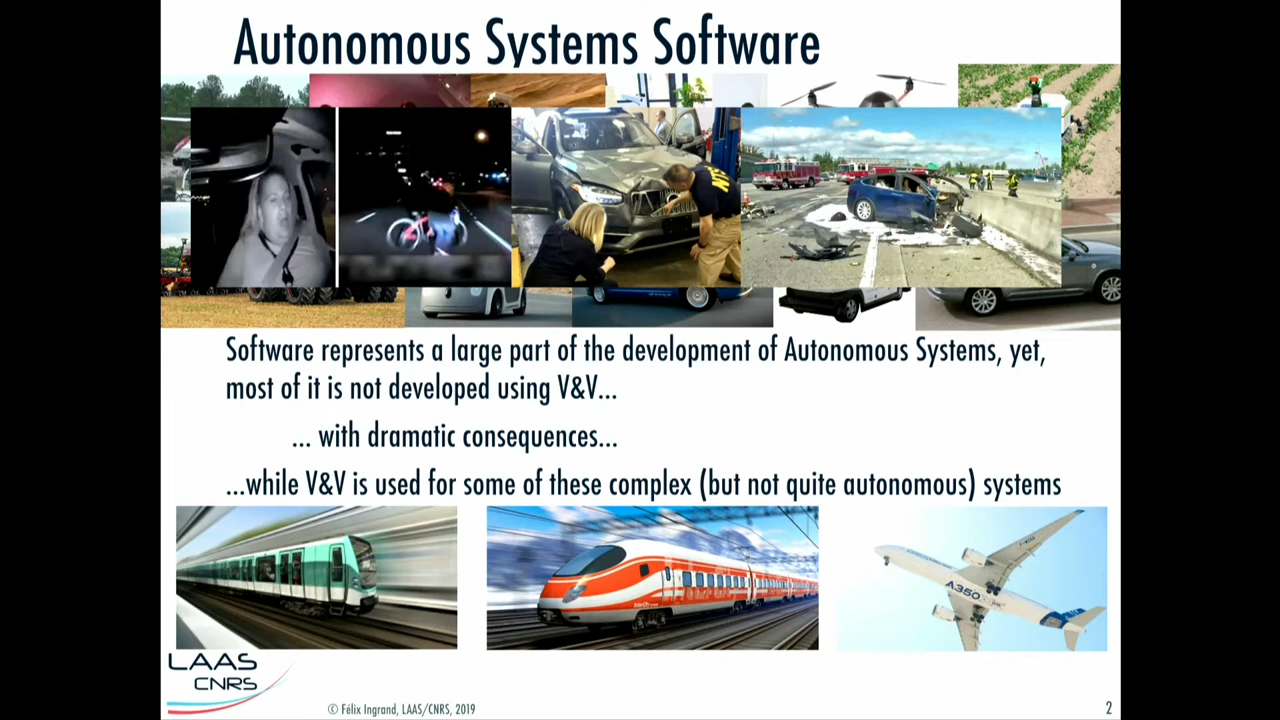 Autonomous Systems Software
Software represents a large part of the development of Autonomous Systems, yet,
most of it is not developed using V&V...
... with dramatic consequences...
...while V&V is used for some of these complex (but not quite autonomous) systems
A350
LAAS
CNRS
© Félix Ingrand, LAAS/CNRS, 2019
2